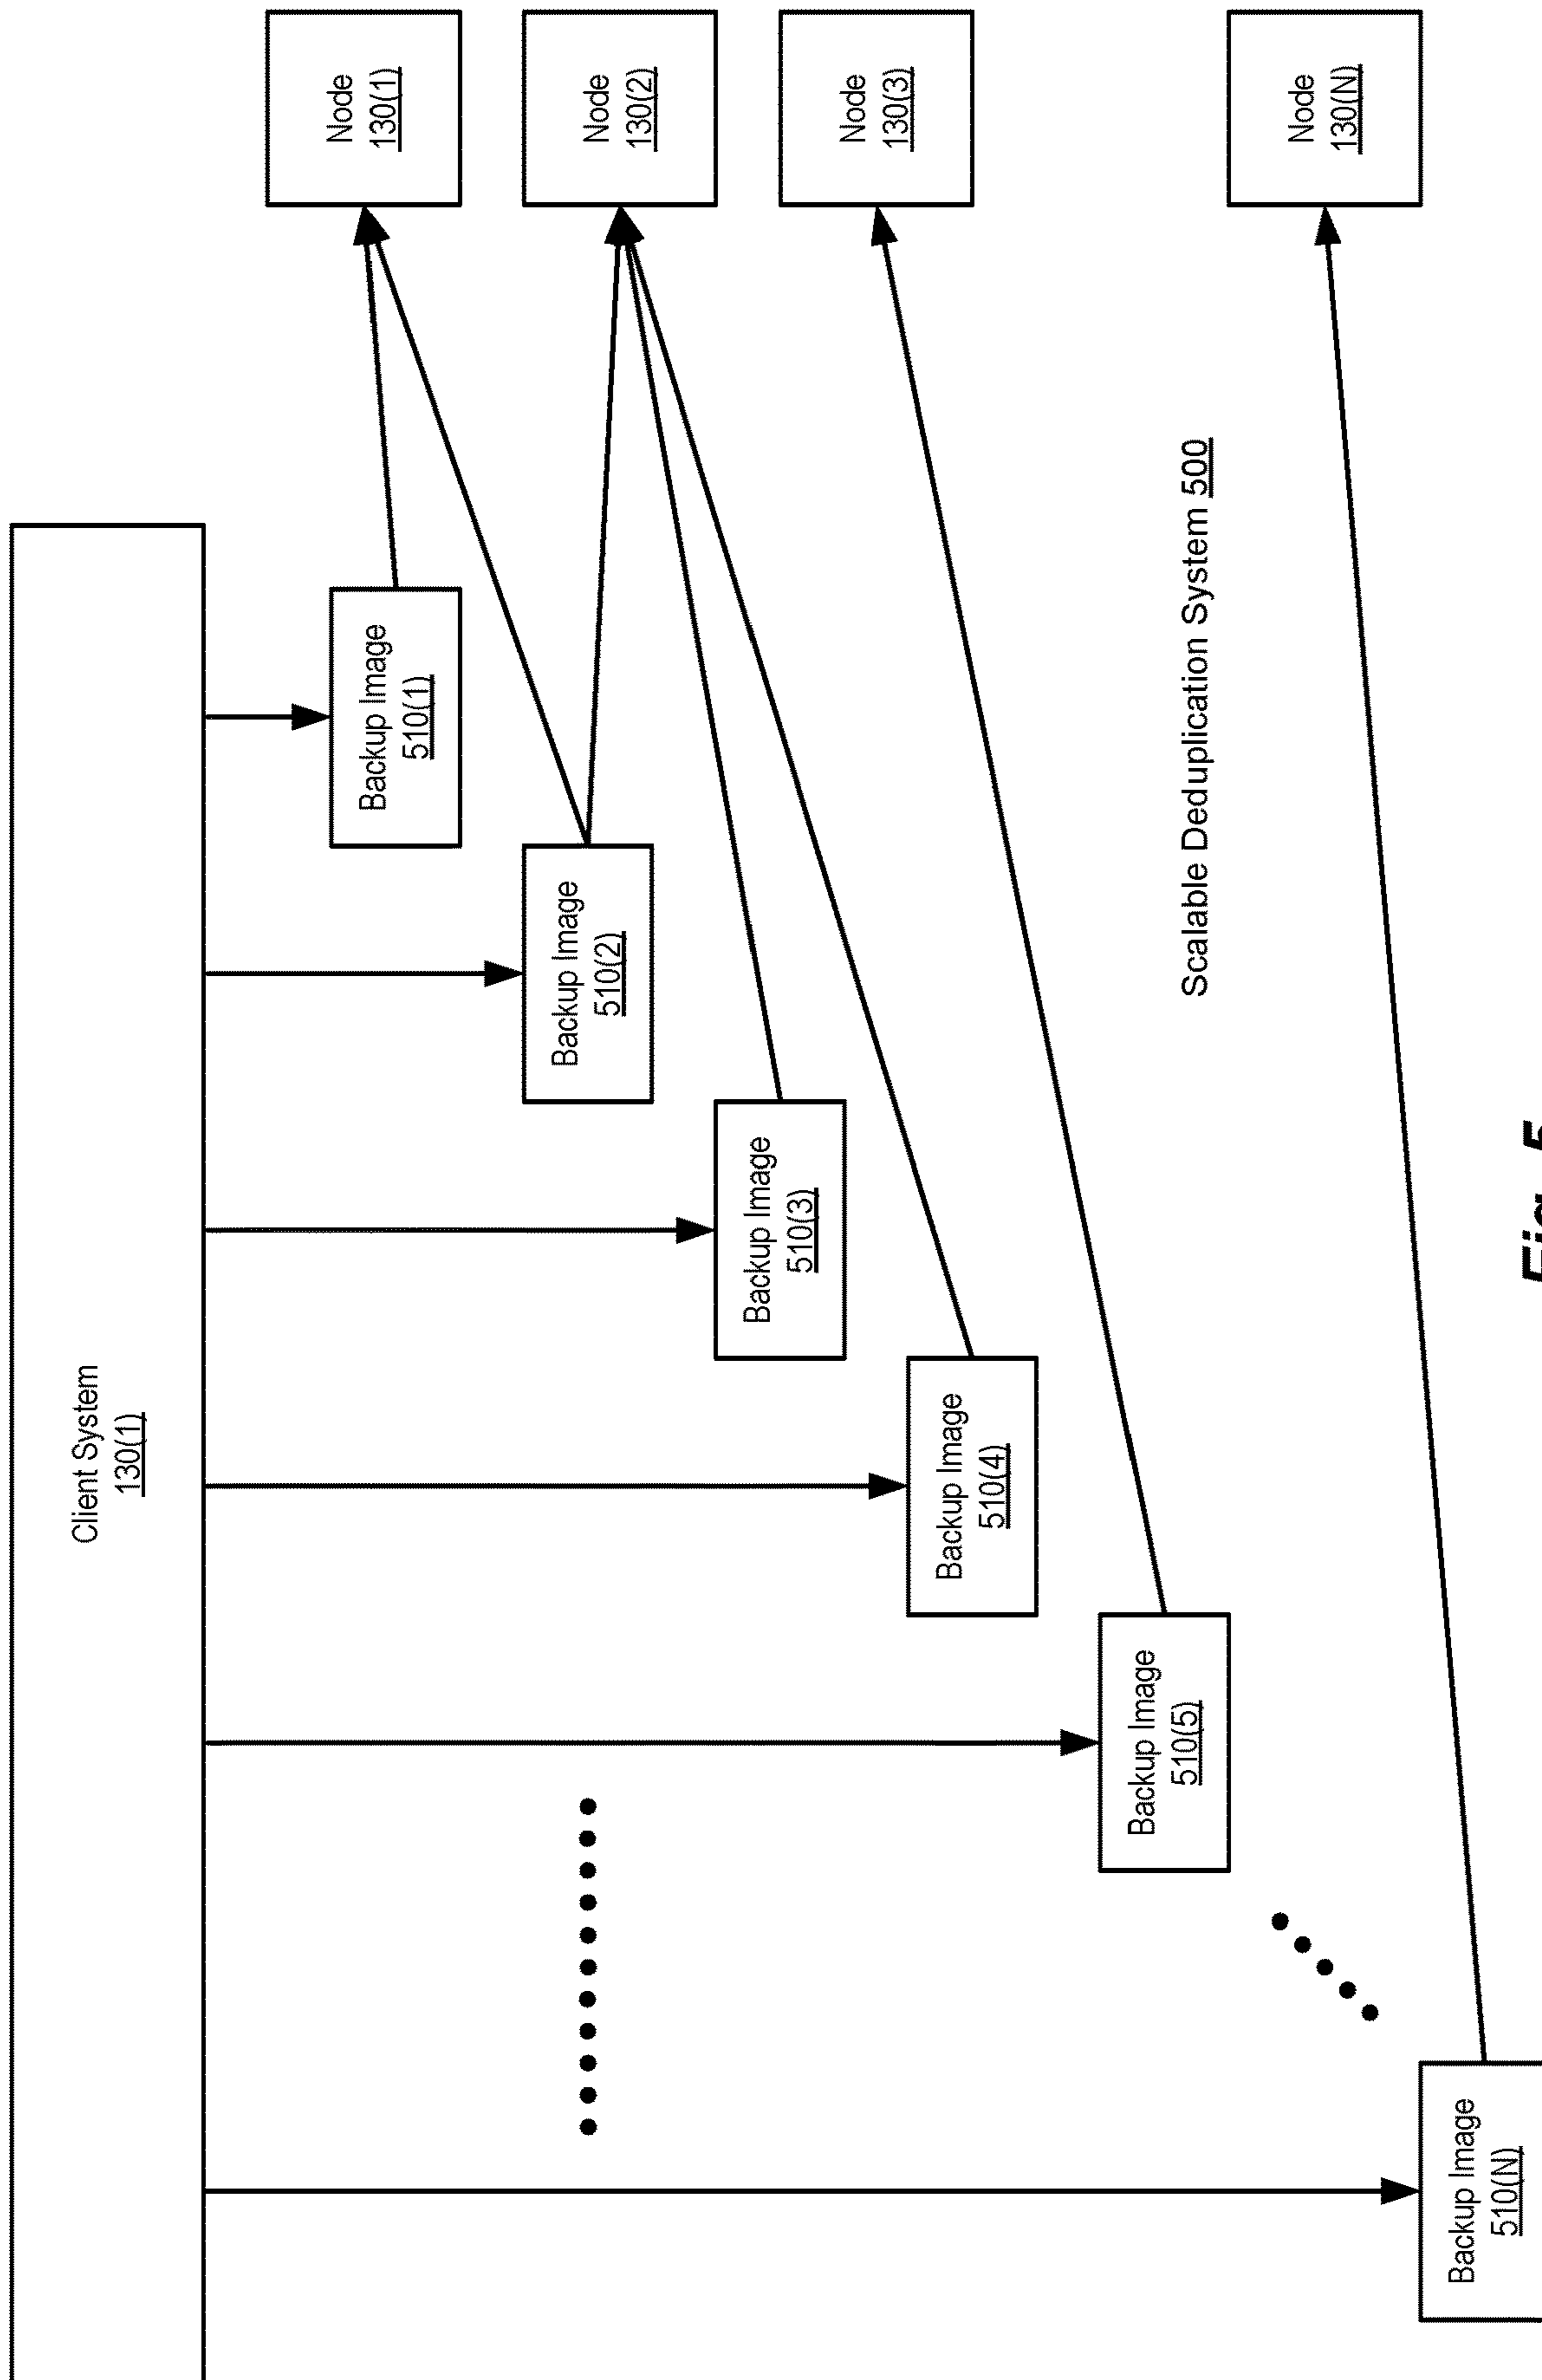 Client System
130(1)
Backup Image
510(1)
Node
130(1)
Backup Image
510(2)
Node
130(2)
Backup Image
510(3)
Node
130(3)
Backup Image
510(4)
Backup Image
510(5)
Scalable Deduplication System 500
Node
130(N)
Backup Image
510(N)
Fig. 5